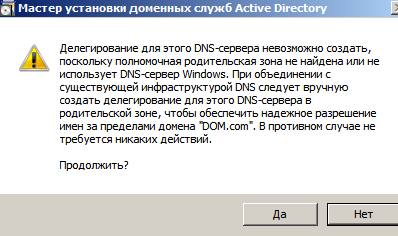 Мастер установки доменных служб Active Directory
Делегирование для этого DNS-сервера невозможно создать,
поскольку полномочная родительская зона не найдена или не
использует DNS-сервер Windows. При объединении с
существующей инфраструктурой DNS следует вручную
создать делегирование для этого DNS-сервера в
родительской зоне, чтобы обеспечить надежное разрешение
имен за пределами домена "DOM.com". В противном случае не
требуется никаких действий.
Продолжить?
Да
Нет